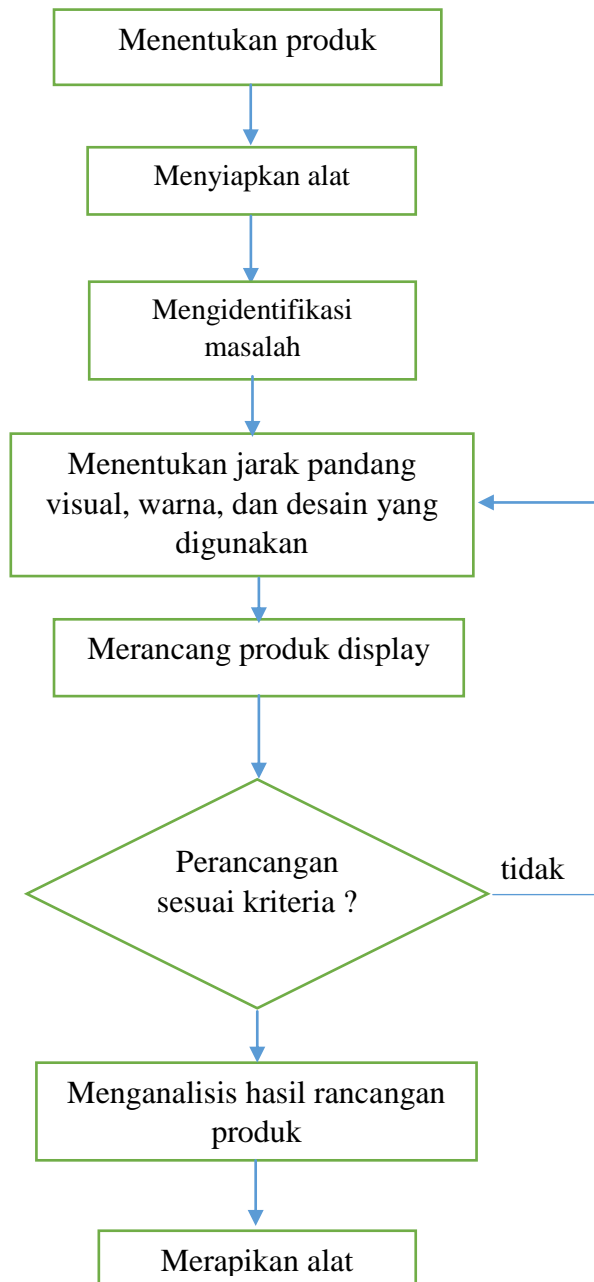 Menentukan produk
Menyiapkan alat
Mengidentifikasi
masalah
Menentukan jarak pandang
visual, warna, dan desain yang
digunakan
Merancang produk display
Perancangan
sesuai kriteria ?
tidak
Menganalisis hasil rancangan
produk
Merapikan alat